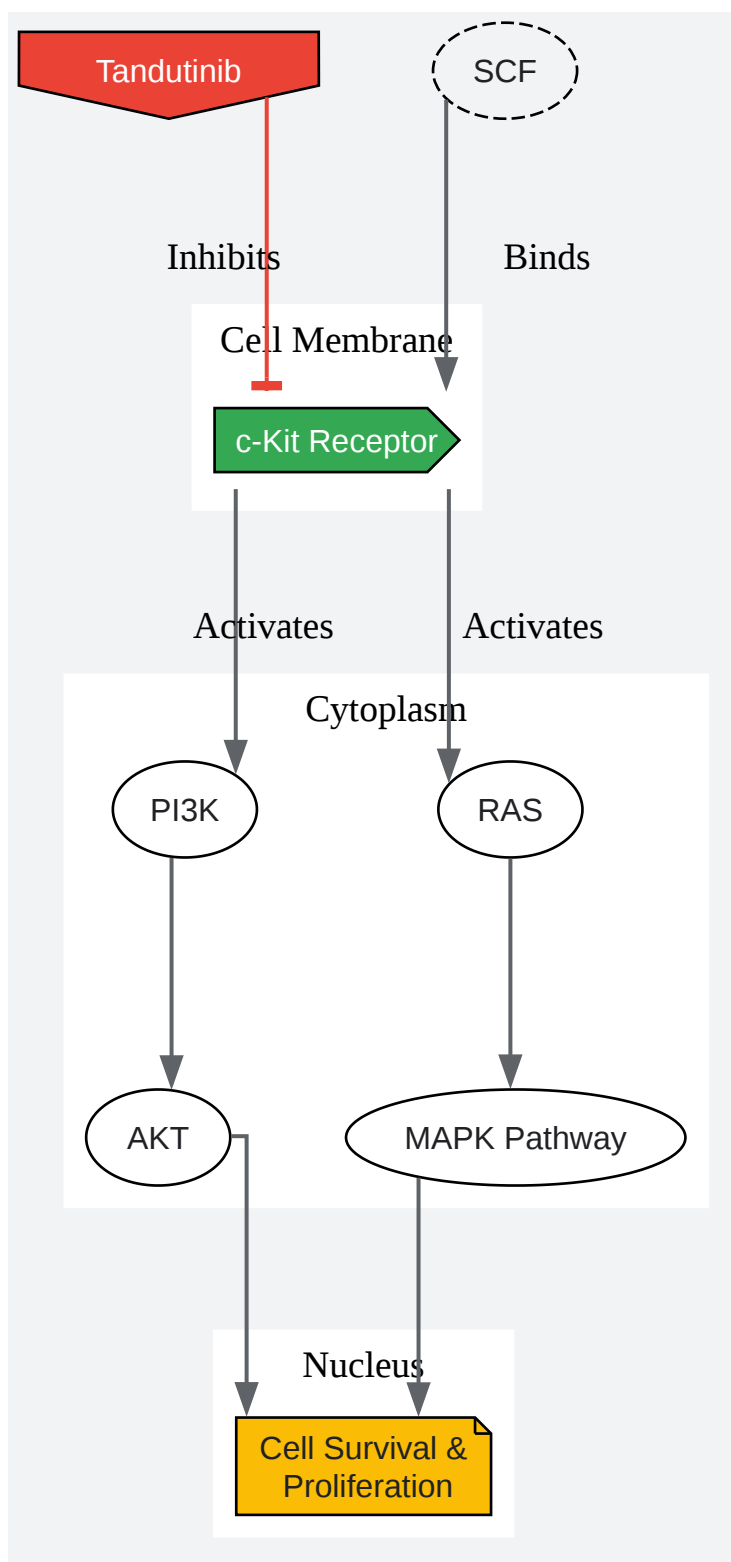 Tandutinib
SCF
Inhibits
Binds
Cell Membrane
c-Kit Receptor
Activates
Activates
Cytoplasm
PI3K
RAS
AKT
MAPK Pathway
Nucleus
Cell Survival &
Proliferation